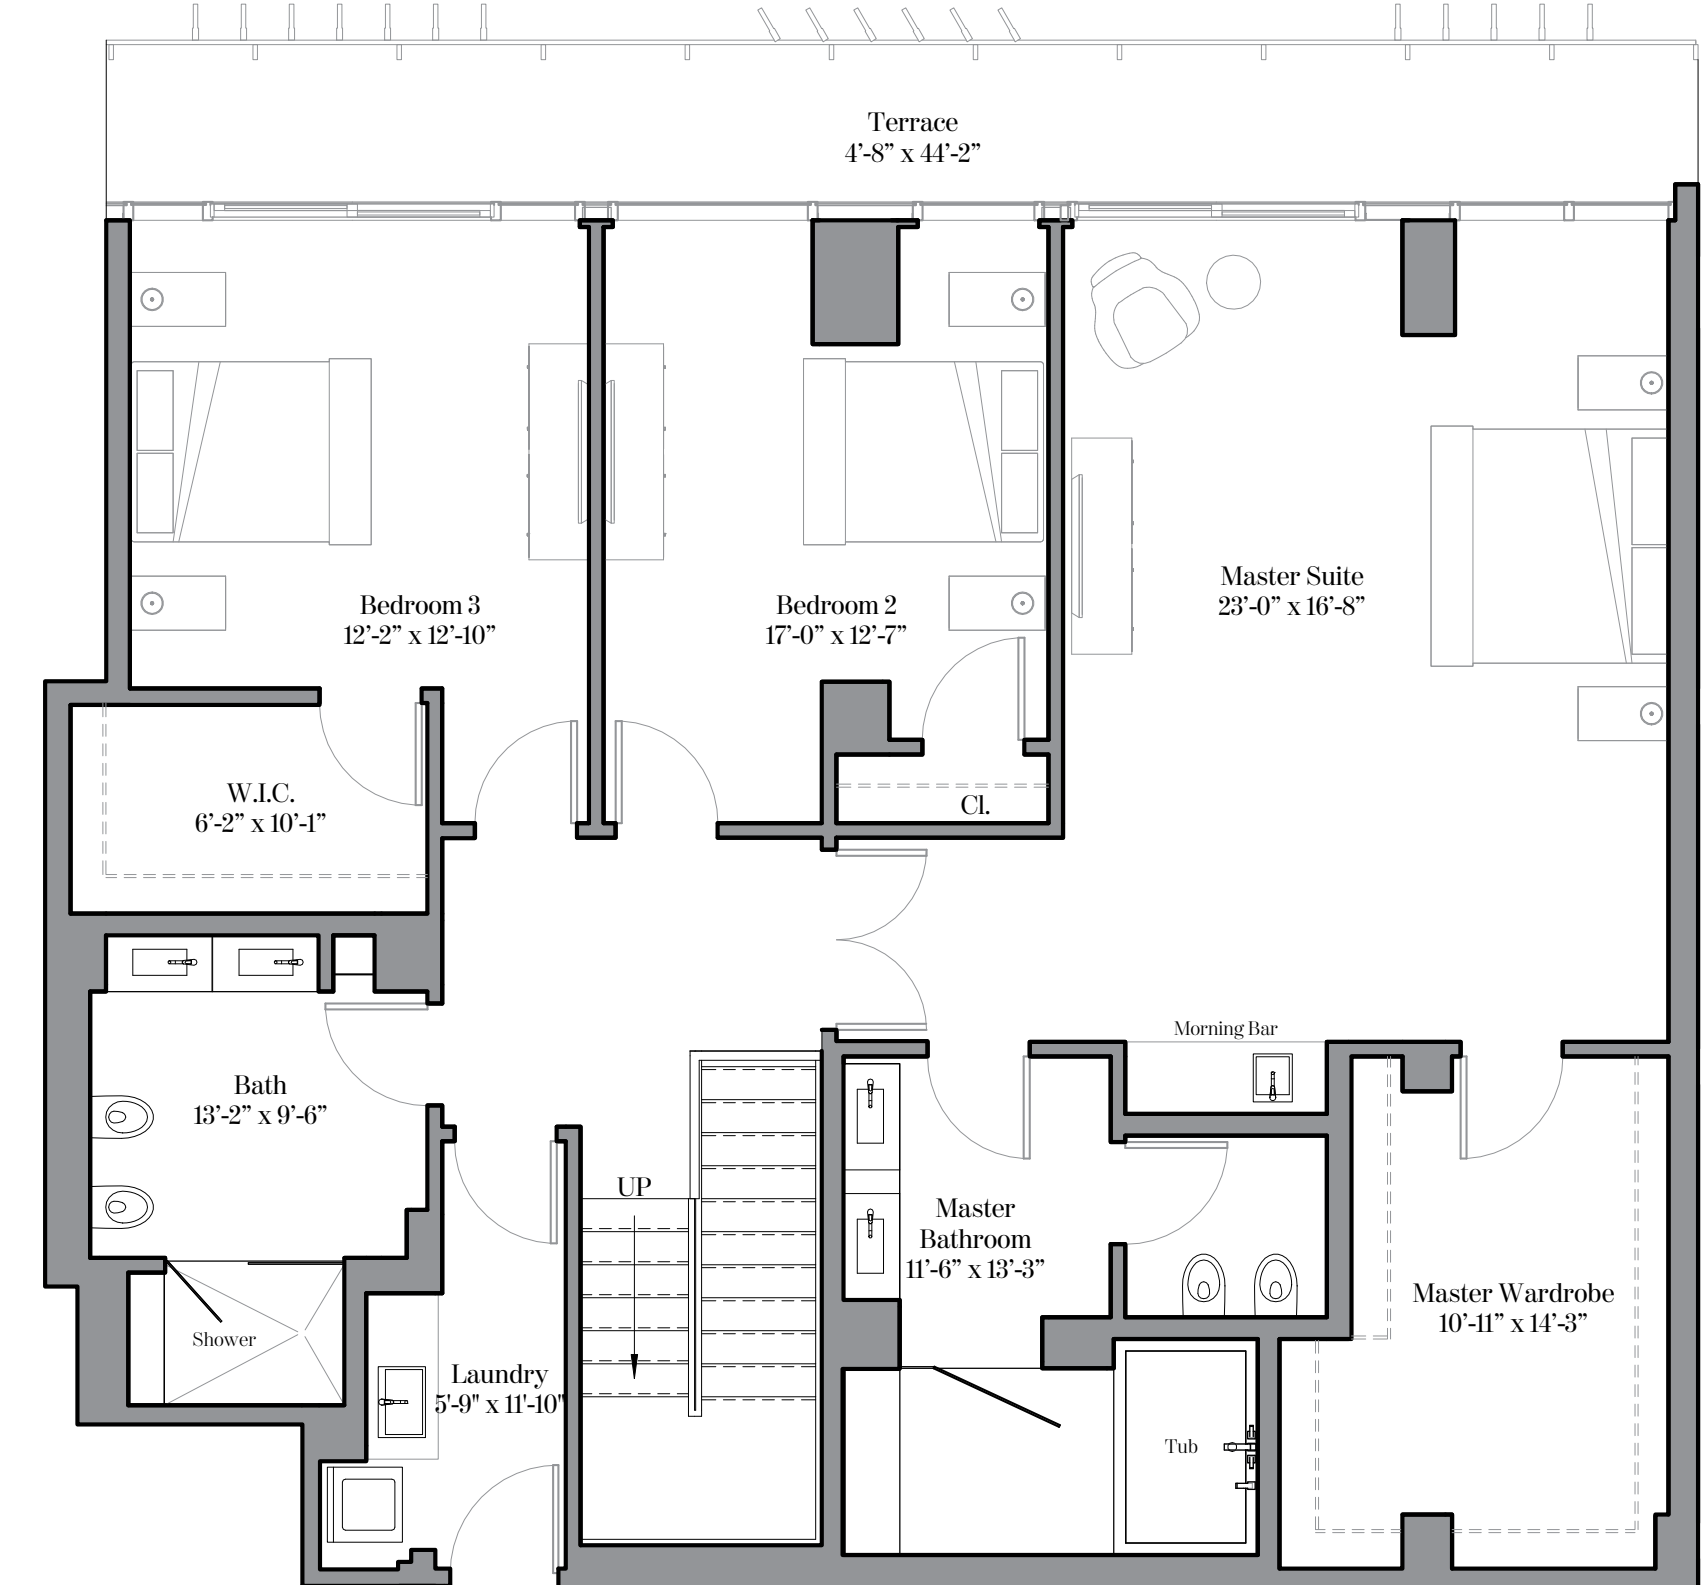 Terrace
4’-8” x 44’-2”
Bedroom 3
12’-2” x 12’-10”
Bedroom 2
17’-0” x 12’-7”
Master Suite
23’-0” x 16’-8”
W.I.C.
6’-2” x 10’-1”
Cl.
Morning Bar
Bath
13’-2” x 9’-6”
UP
Master
Bathroom
11’-6” x 13’-3”
Master Wardrobe
10’-11” x 14’-3”
Shower
Laundry
5'-9" x 11'-10"
Tub